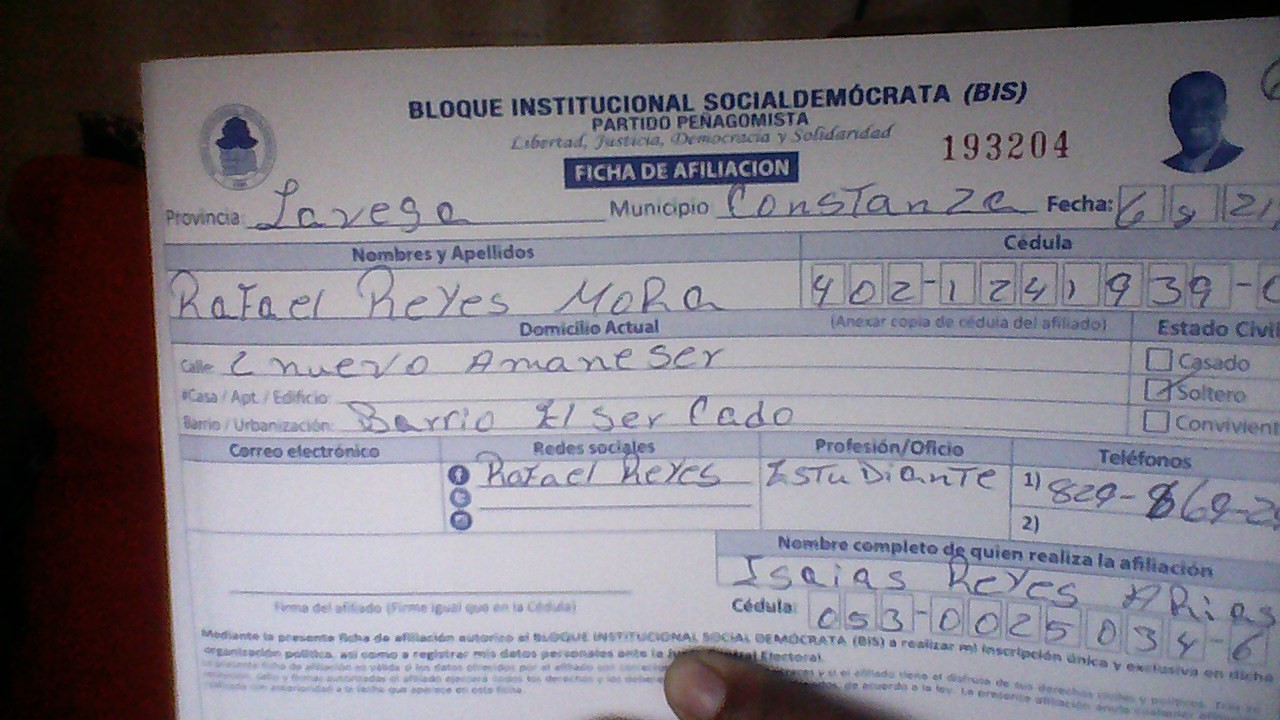 BLOQUE INSTITUCIONAL SOCIALDEMÓCRATA (BIS)
PARTIDO PEÑAGOMISTA
Libertad, Justicia, Democracia y Solidaridad
193204
FICHA DE AFILIACION
Provincia: Lavega Municipio Constanza Fecha: 6 8 21
Nombres y Apellidos Cédula
Rafael Reyes Mora 402-1241939-
Domicilio Actual (Anexar copia de cédula del afiliado) Estado Civil
Calle: C nuevo Amaneser Casado
#Casa / Apt. / Edificio: Soltero
Barrio / Urbanización: Barrio El ser Cado Convivient
Correo electrónico Redes sociales Profesión/Oficio Teléfonos
Rafael Reyes Estudiante 1) 829-869-2
2)
Nombre completo de quien realiza la afiliación
Isaias Reyes Arias
Firma del afiliado (Firme igual que en la Cédula) Cédula: 053-0025034-6
Mediante la presente ficha de afiliación autorizo al BLOQUE INSTITUCIONAL SOCIAL DEMÓCRATA (BIS) a realizar mi inscripción única y exclusiva en dicha
organización política, así como a registrar mis datos personales ante la Electoral.